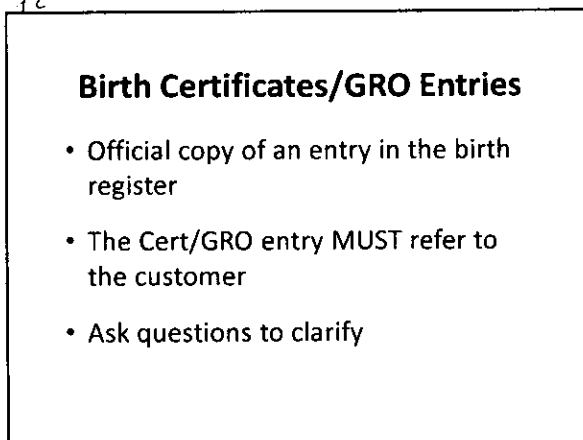 Birth Certificates/GRO Entries
• Official copy of an entry in the birth
register
• The Cert/GRO entry MUST refer to
the customer
• Ask questions to clarify